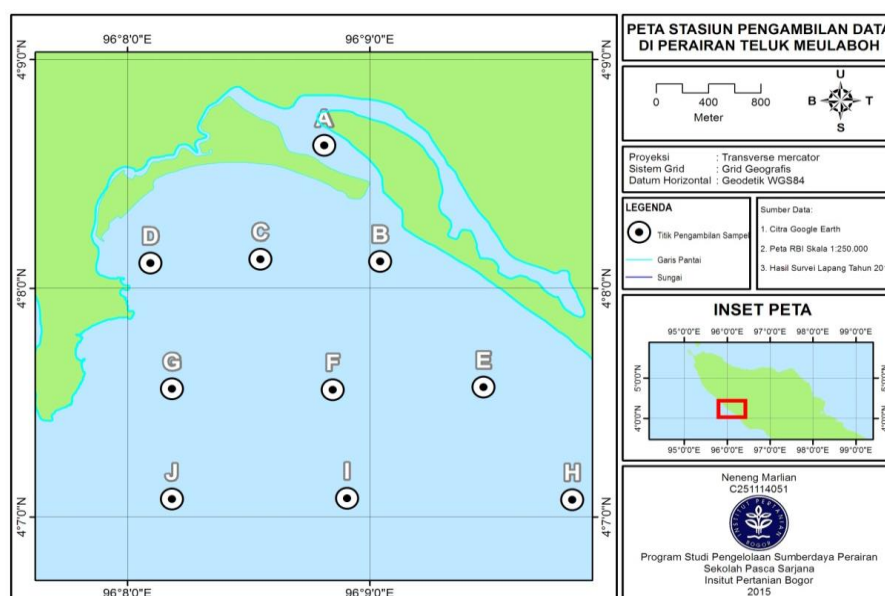 96°8'0"E 96°9'0"E
4°9'0"N 4°9'0"N
A
D C B
4°8'0"N 4°8'0"N
G F E
J I H
4°7'0"N 4°7'0"N
96°8'0"E 96°9'0"E
PETA STASIUN PENGAMBILAN DATA
DI PERAIRAN TELUK MEULABOH
0 400 800
Meter
U
B T
S
Proyeksi : Transverse mercator
Sistem Grid : Grid Geografis
Datum Horizontal : Geodetik WGS84
LEGENDA
Titik Pengambilan Sampel
Garis Pantai
Sungai
Sumber Data:
1. Citra Google Earth
2. Peta RBI Skala 1:250.000
3. Hasil Survei Lapang Tahun
INSET PETA
95°0'0"E 96°0'0"E 97°0'0"E 98°0'0"E 99°0'0"E
5°0'0"N
4°0'0"N
95°0'0"E 96°0'0"E 97°0'0"E 98°0'0"E 99°0'0"E
Neneng Marlian
C251114051
INSTITUT PERTANIAN
BOGOR
Program Studi Pengelolaan Sumberdaya Perairan
Sekolah Pasca Sarjana
Insitut Pertanian Bogor
2015